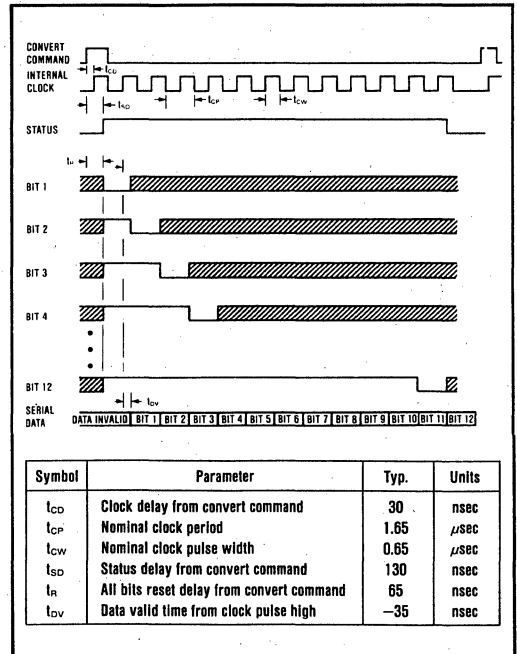 CONVERT
COMMAND
tCD
INTERNAL
CLOCK
tSD
tCP
tCW
STATUS
tR
BIT 1
BIT 2
BIT 3
BIT 4
BIT 12
tDV
SERIAL
DATA
DATA INVALID BIT 1 BIT 2 BIT 3 BIT 4 BIT 5 BIT 6 BIT 7 BIT 8 BIT 9 BIT 10 BIT 11 BIT 12
Symbol Parameter Typ. Units
tCD Clock delay from convert command 30 nsec
tCP Nominal clock period 1.65 μsec
tCW Nominal clock pulse width 0.65 μsec
tSD Status delay from convert command 130 nsec
tR All bits reset delay from convert command 65 nsec
tDV Data valid time from clock pulse high −35 nsec